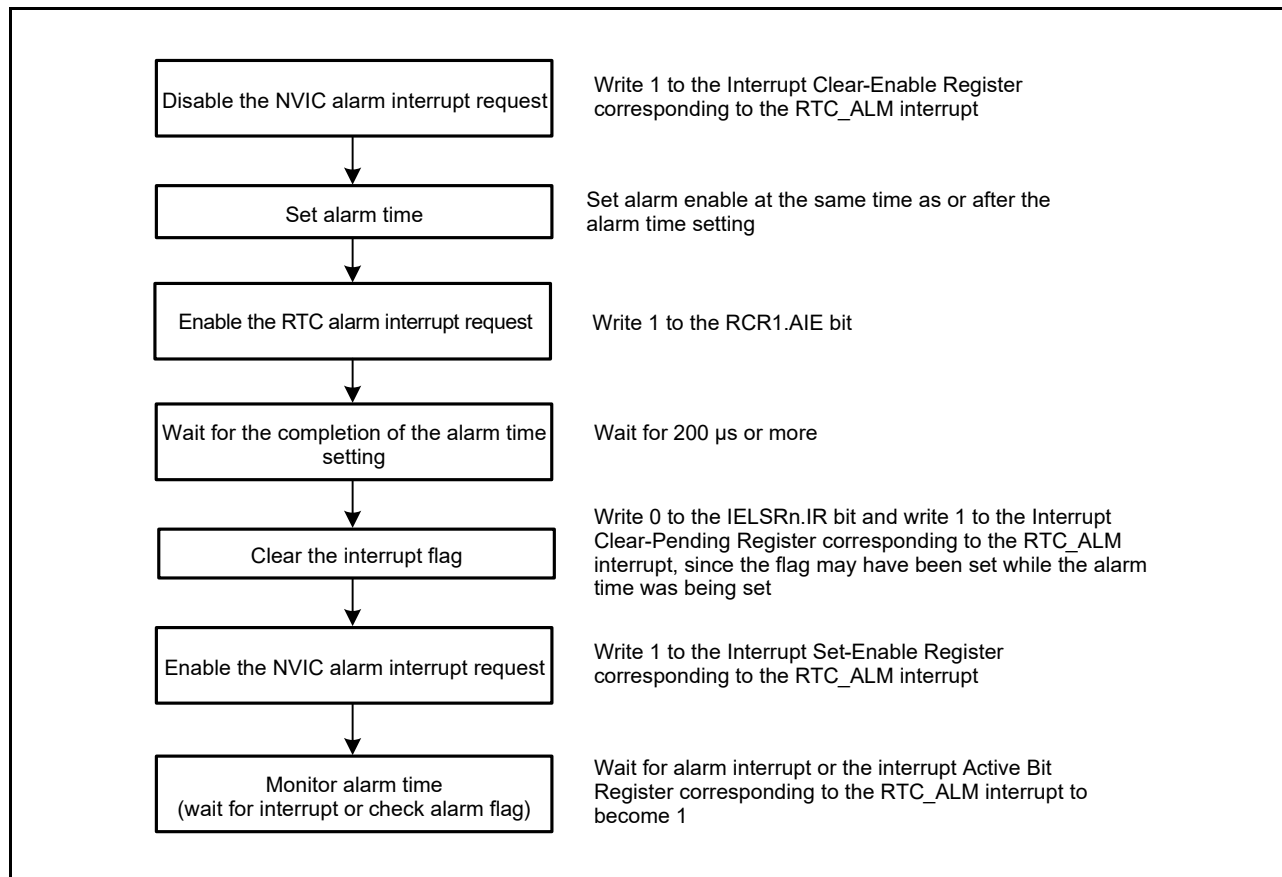 Disable the NVIC alarm interrupt request
Write 1 to the Interrupt Clear-Enable Register
corresponding to the RTC_ALM interrupt
Set alarm time
Set alarm enable at the same time as or after the
alarm time setting
Enable the RTC alarm interrupt request
Write 1 to the RCR1.AIE bit
Wait for the completion of the alarm time
setting
Wait for 200 µs or more
Clear the interrupt flag
Write 0 to the IELSRn.IR bit and write 1 to the Interrupt
Clear-Pending Register corresponding to the RTC_ALM
interrupt, since the flag may have been set while the alarm
time was being set
Enable the NVIC alarm interrupt request
Write 1 to the Interrupt Set-Enable Register
corresponding to the RTC_ALM interrupt
Monitor alarm time
(wait for interrupt or check alarm flag)
Wait for alarm interrupt or the interrupt Active Bit
Register corresponding to the RTC_ALM interrupt to
become 1